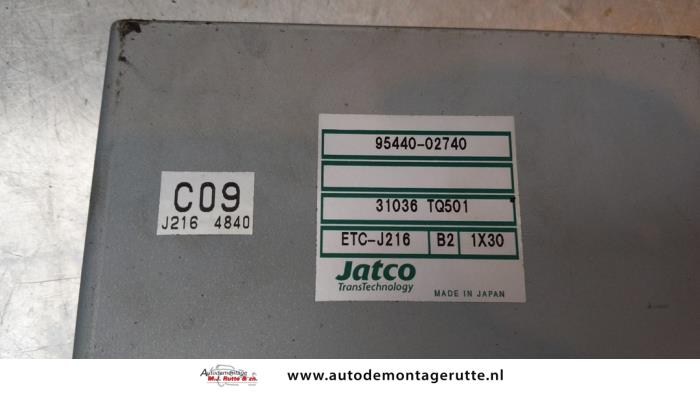 95440-02740
31036 TQ501
ETC-J216 B2 1X30
Jatco
TransTechnology
MADE IN JAPAN
C09
J216 4840
Autodemontage
M.J. Rutte & zn.
www.autodemontagerutte.nl